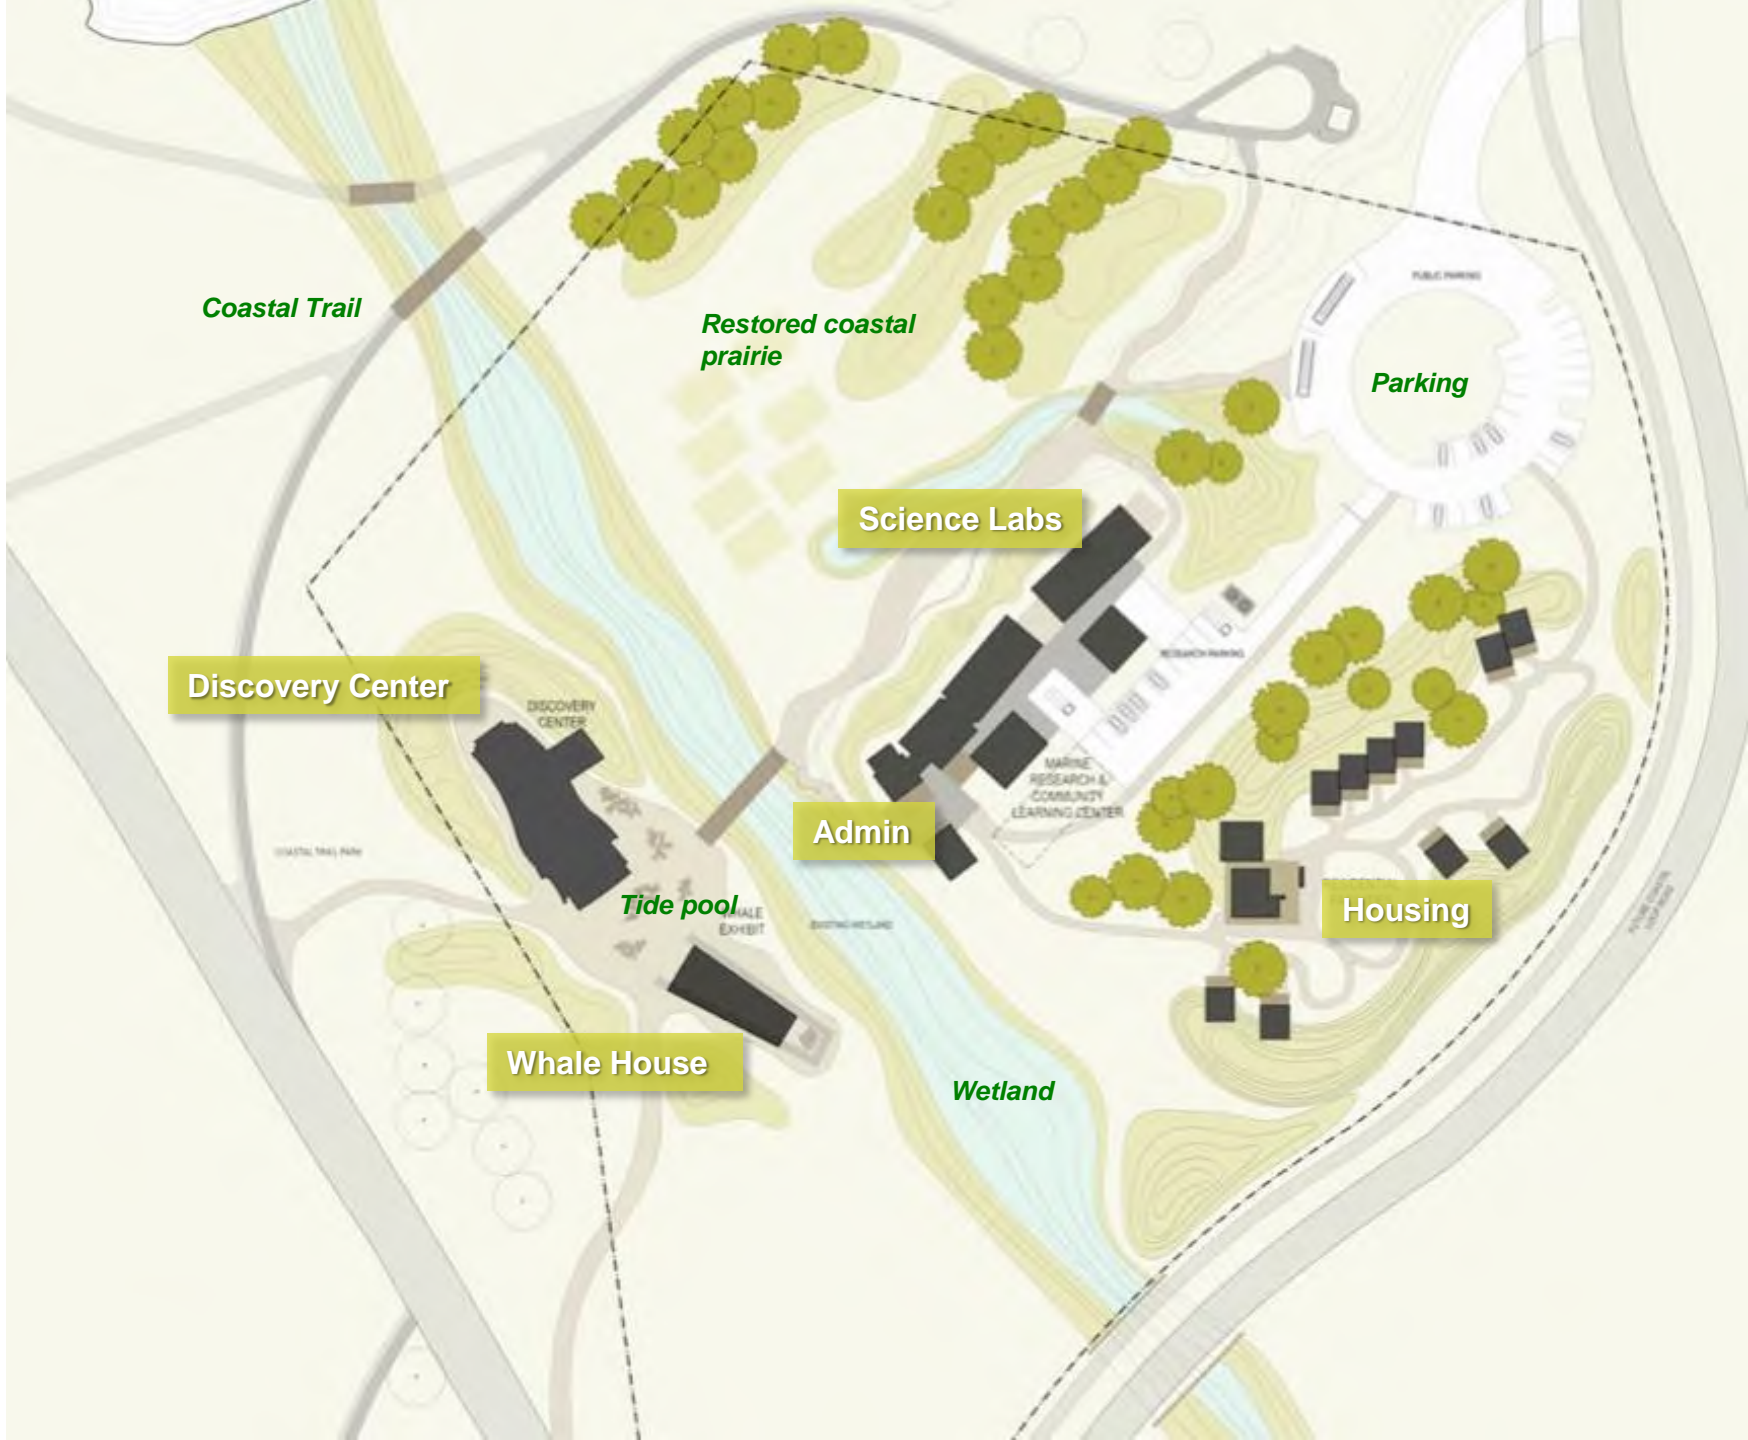 PUBLIC PARKING
Coastal Trail
Restored coastal
prairie
Parking
Science Labs
RESEARCH PARKING
Discovery Center
DISCOVERY
CENTER
MARINE
RESEARCH &
COMMUNITY
LEARNING CENTER
Admin
COASTAL TRAIL PARK
Tide pool
WHALE
EXHIBIT
EXISTING WETLAND
Housing
Whale House
Wetland